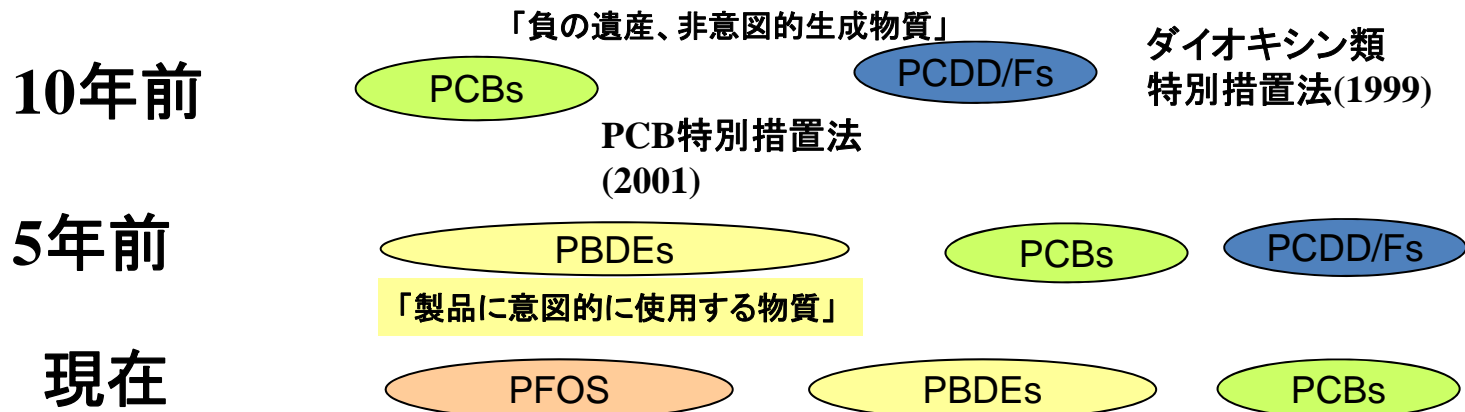 「負の遺産、非意図的生成物質」
10年前
PCBs
PCDD/Fs
ダイオキシン類
特別措置法(1999)
PCB特別措置法
(2001)
5年前
PBDEs
PCBs
PCDD/Fs
「製品に意図的に使用する物質」
現在
PFOS
PBDEs
PCBs